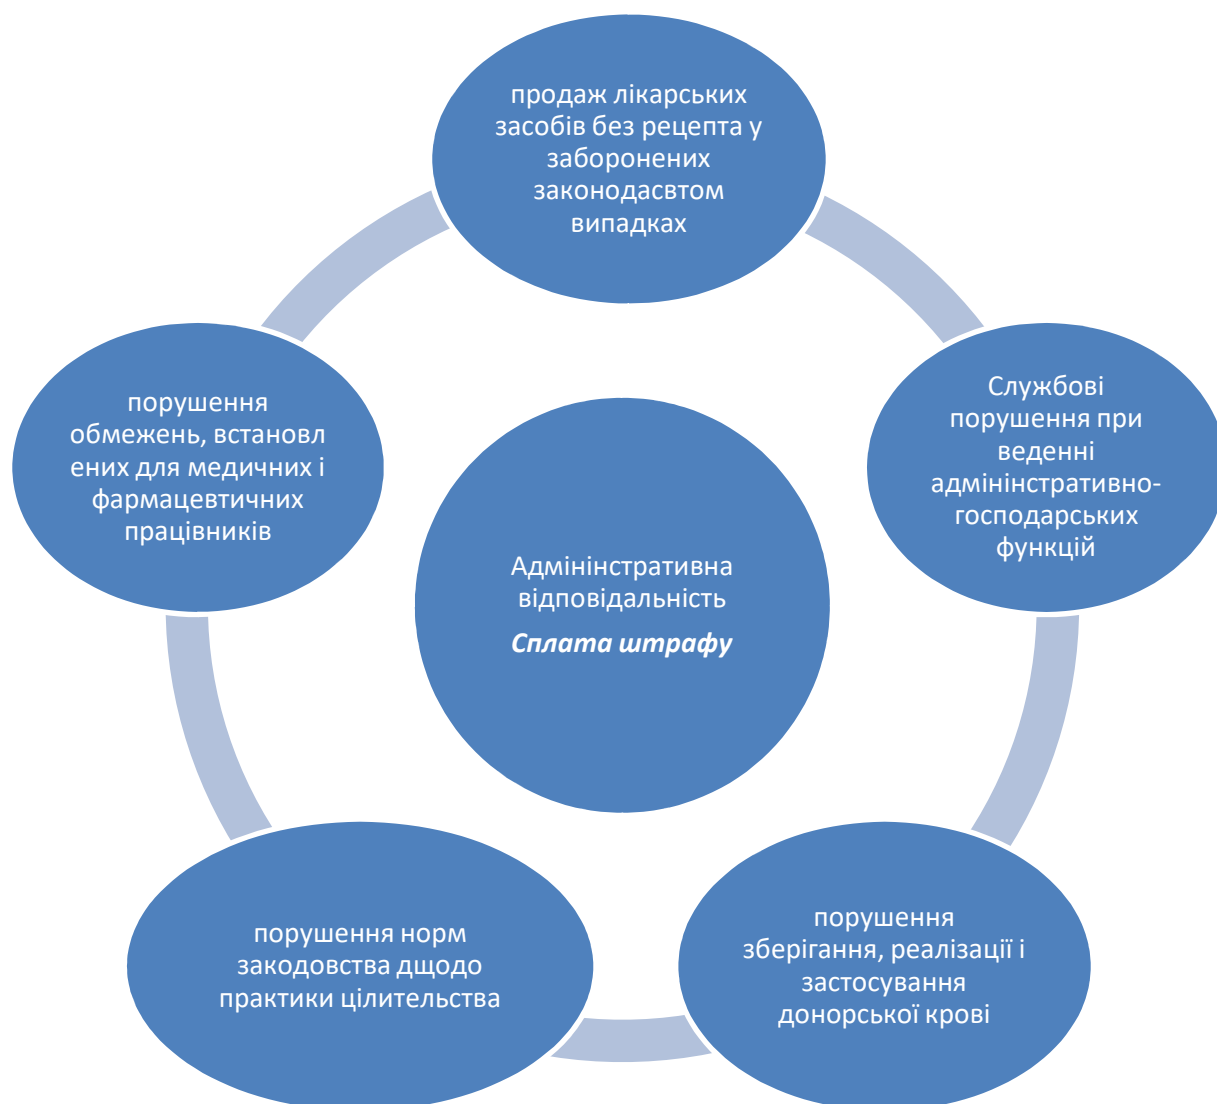 продаж лікарських
засобів без рецепта у
заборонених
законодасвтом
випадках
Службові
порушення при
веденні
адмінінстративно-
господарських
функцій
порушення
зберігання, реалізації і
застосування
донорської крові
порушення норм
закодовства дщодо
практики цілительства
порушення
обмежень, встановл
ених для медичних і
фармацевтичних
працівників
Адмінінстративна
відповідальність
Сплата штрафу